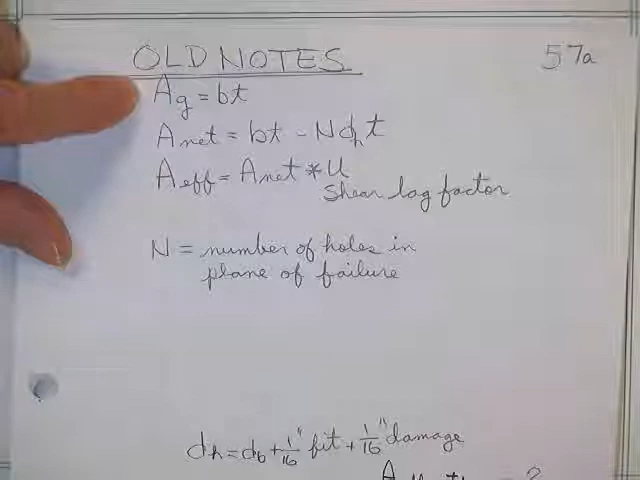 OLD NOTES
57a
Ag = bt
Anet = bt - Ndht
Aeff = Anet * U
shear lag factor
N = number of holes in
plane of failure
dh = db + 1/16" fit + 1/16" damage